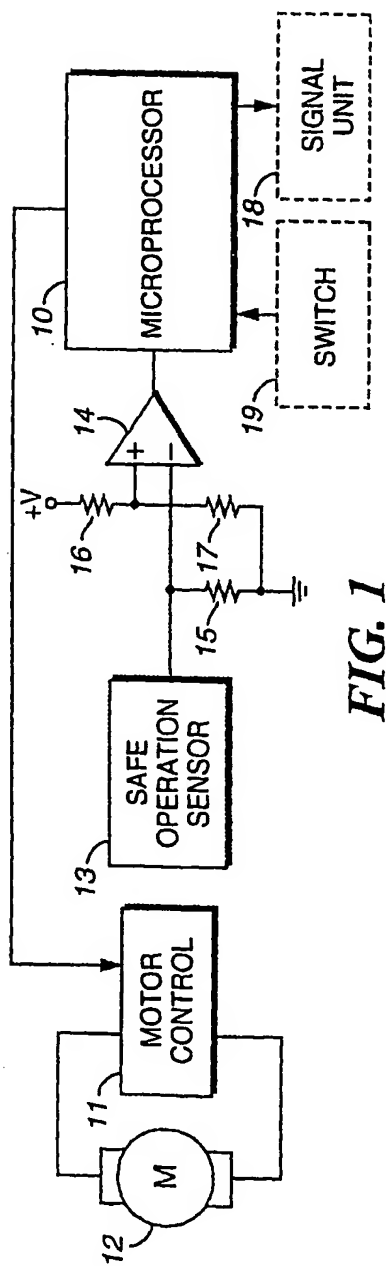 12
M
11
MOTOR
CONTROL
13
SAFE
OPERATION
SENSOR
+V
16
15
17
14
+
−
10
MICROPROCESSOR
19
SWITCH
18
SIGNAL
UNIT
FIG. 1